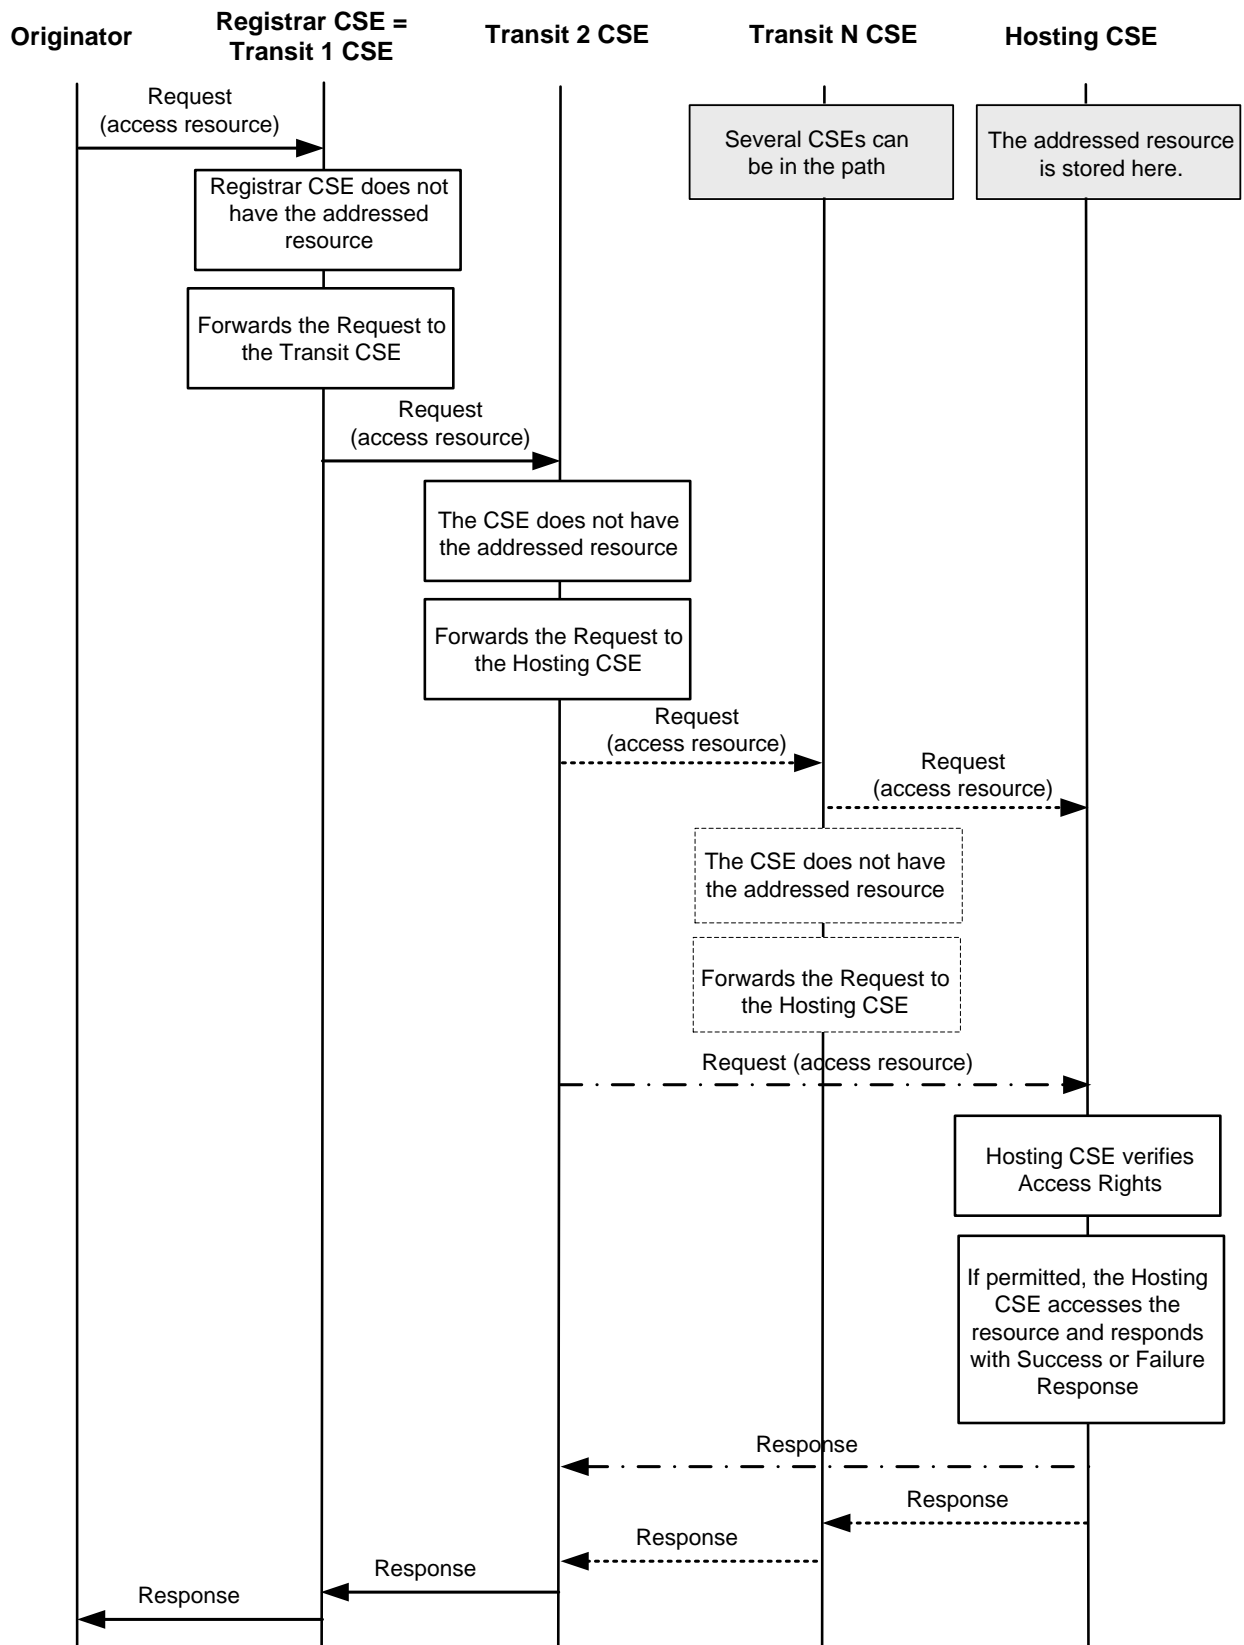 Originator
Registrar CSE =
Transit 1 CSE
Transit 2 CSE
Transit N CSE
Hosting CSE
Request
(access resource)
Several CSEs can
be in the path
The addressed resource
is stored here.
Registrar CSE does not
have the addressed
resource
Forwards the Request to
the Transit CSE
Request
(access resource)
The CSE does not have
the addressed resource
Forwards the Request to
the Hosting CSE
Request
(access resource)
Request
(access resource)
The CSE does not have
the addressed resource
Forwards the Request to
the Hosting CSE
Request (access resource)
Hosting CSE verifies
Access Rights
If permitted, the Hosting
CSE accesses the
resource and responds
with Success or Failure
Response
Response
Response
Response
Response
Response